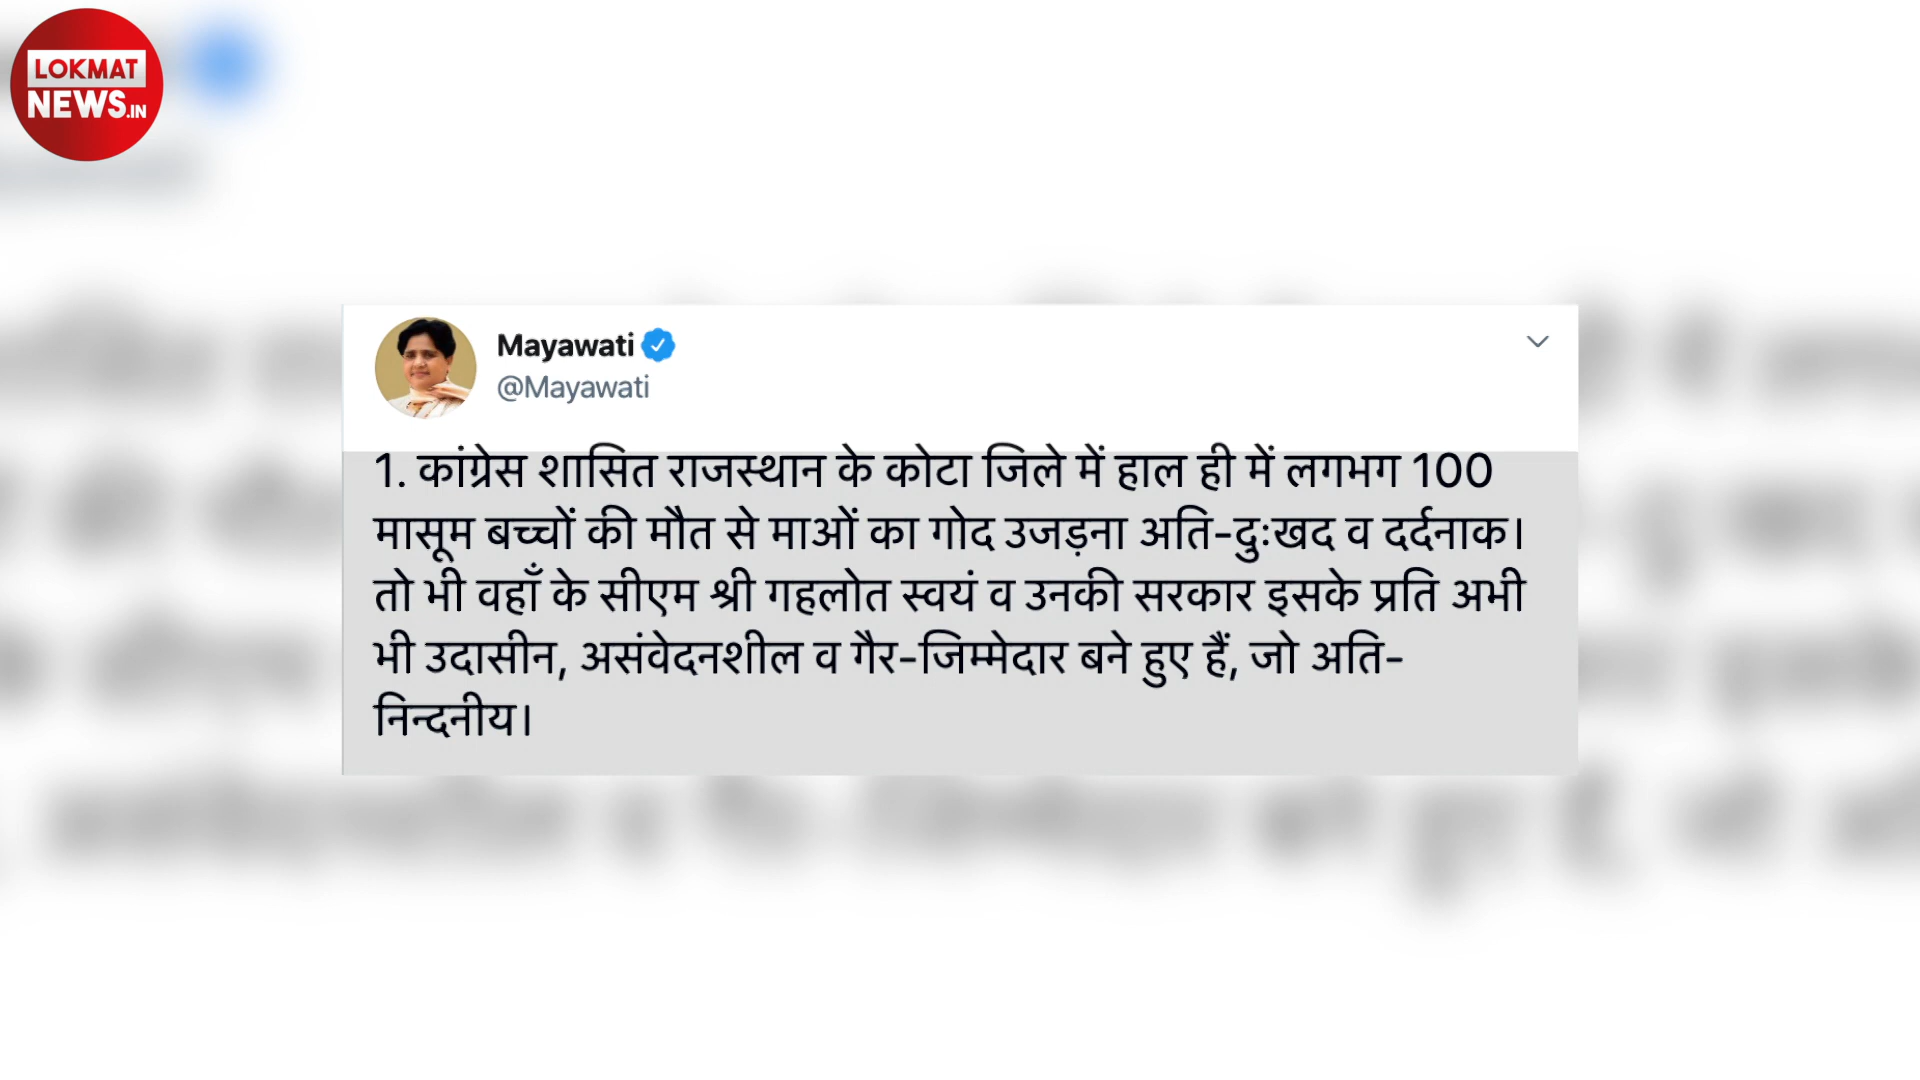 LOKMAT
NEWS.IN
Mayawati
@Mayawati
1. कांग्रेस शासित राजस्थान के कोटा जिले में हाल ही में लगभग 100
मासूम बच्चों की मौत से माओं का गोद उजड़ना अति-दुःखद व दर्दनाक।
तो भी वहाँ के सीएम श्री गहलोत स्वयं व उनकी सरकार इसके प्रति अभी
भी उदासीन, असंवेदनशील व गैर-जिम्मेदार बने हुए हैं, जो अति-
निन्दनीय।